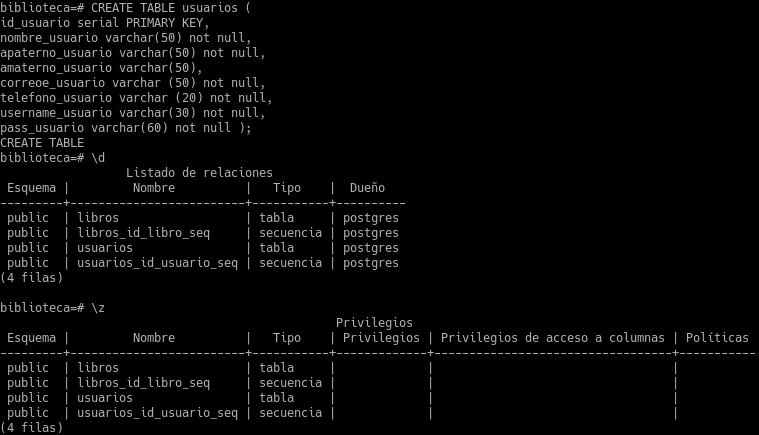 biblioteca=# CREATE TABLE usuarios (
id_usuario serial PRIMARY KEY,
nombre_usuario varchar(50) not null,
apaterno_usuario varchar(50) not null,
amaterno_usuario varchar(50),
correoe_usuario varchar (50) not null,
telefono_usuario varchar (20) not null,
username_usuario varchar(30) not null,
pass_usuario varchar(60) not null );
CREATE TABLE
biblioteca=# \d
                  Listado de relaciones
 Esquema |         Nombre          |   Tipo    |  Dueño
---------+-------------------------+-----------+----------
 public  | libros                  | tabla     | postgres
 public  | libros_id_libro_seq     | secuencia | postgres
 public  | usuarios                | tabla     | postgres
 public  | usuarios_id_usuario_seq | secuencia | postgres
(4 filas)

biblioteca=# \z
                                                Privilegios
 Esquema |         Nombre          |   Tipo    | Privilegios | Privilegios de acceso a columnas | Políticas
---------+-------------------------+-----------+-------------+----------------------------------+-----------
 public  | libros                  | tabla     |             |                                  |
 public  | libros_id_libro_seq     | secuencia |             |                                  |
 public  | usuarios                | tabla     |             |                                  |
 public  | usuarios_id_usuario_seq | secuencia |             |                                  |
(4 filas)